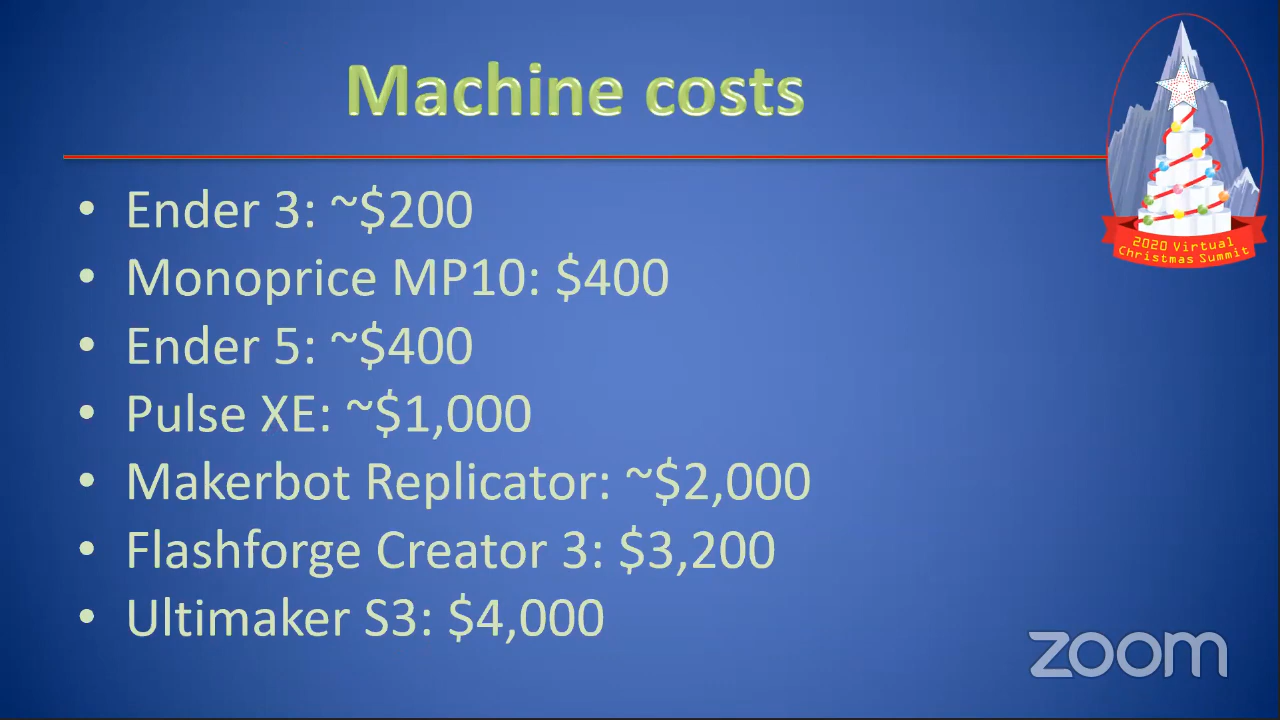 Machine costs
• Ender 3: ~$200
• Monoprice MP10: $400
• Ender 5: ~$400
• Pulse XE: ~$1,000
• Makerbot Replicator: ~$2,000
• Flashforge Creator 3: $3,200
• Ultimaker S3: $4,000
2020 Virtual
Christmas Summit
zoom